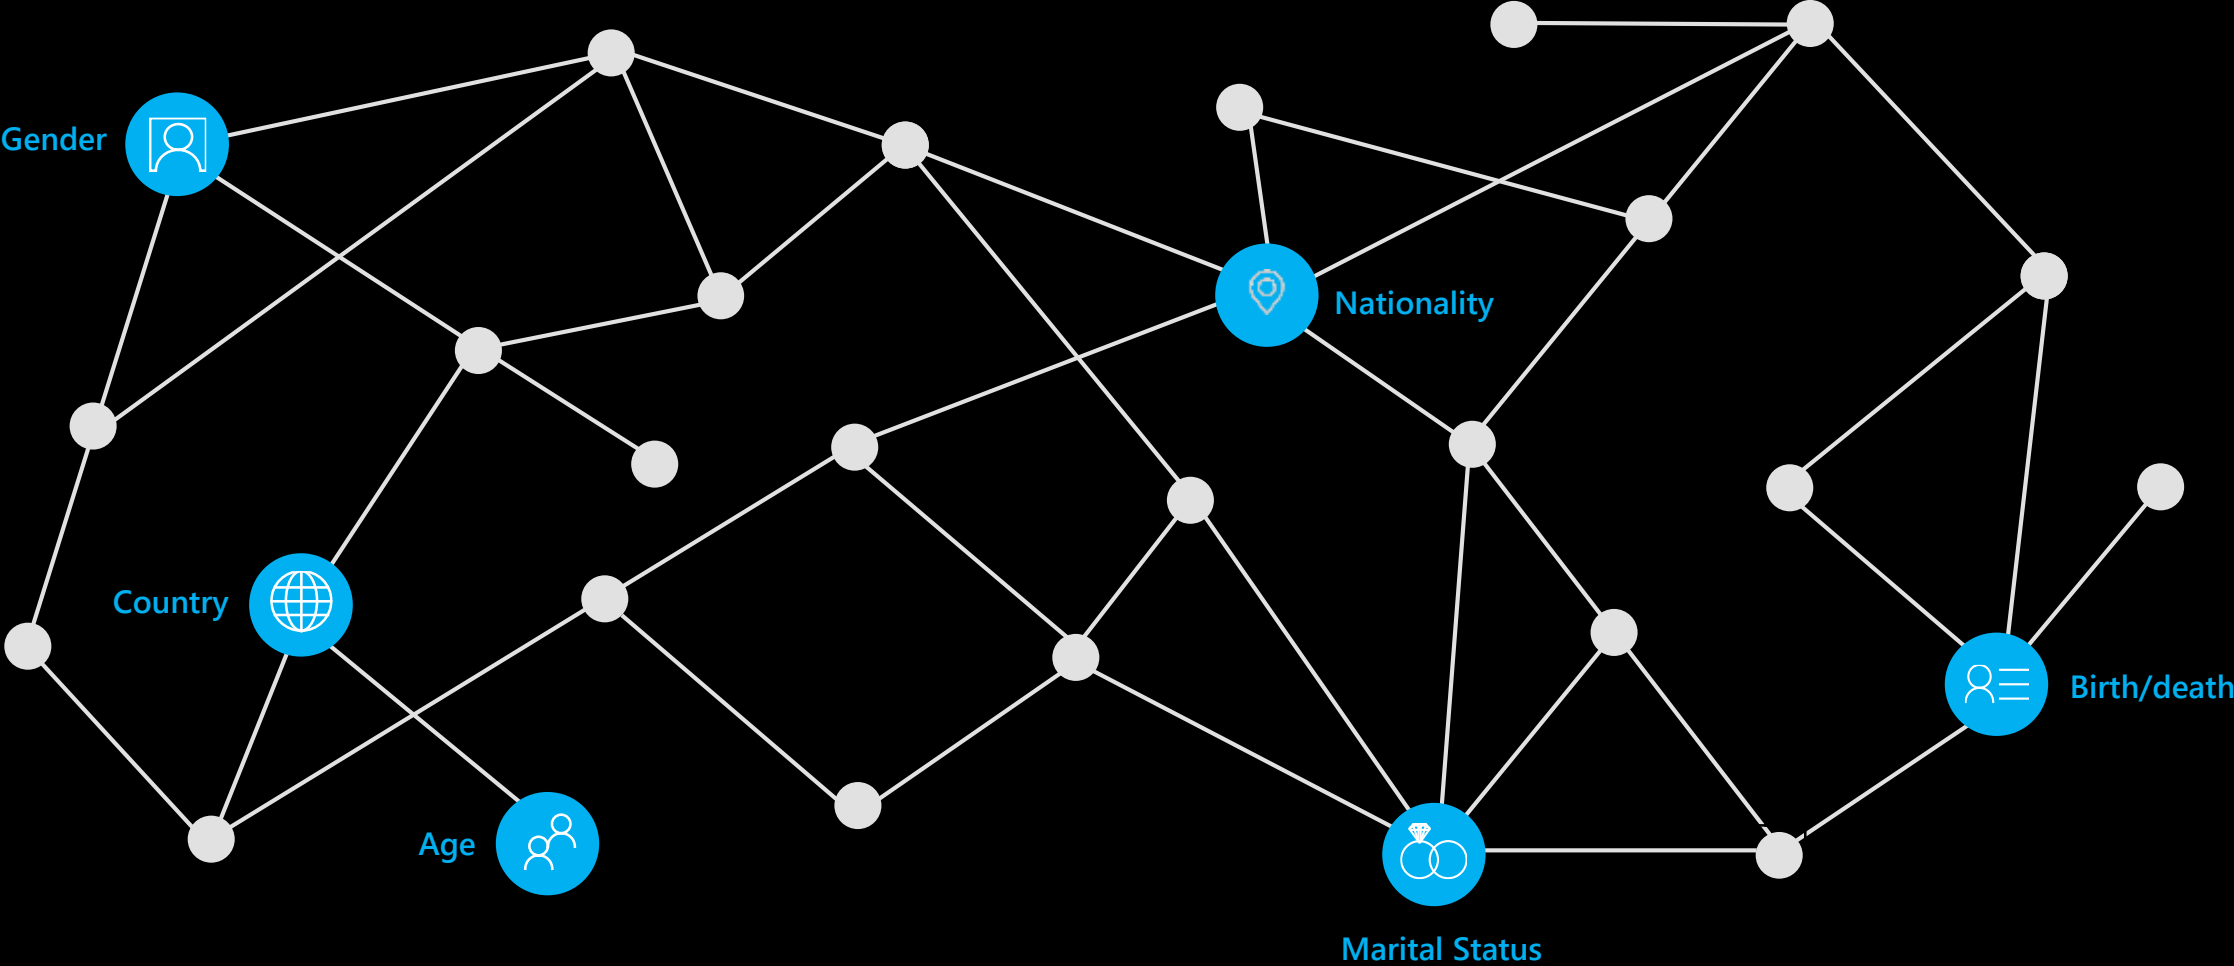 Gender
Nationality
Country
Birth/death
Age
Marital Status